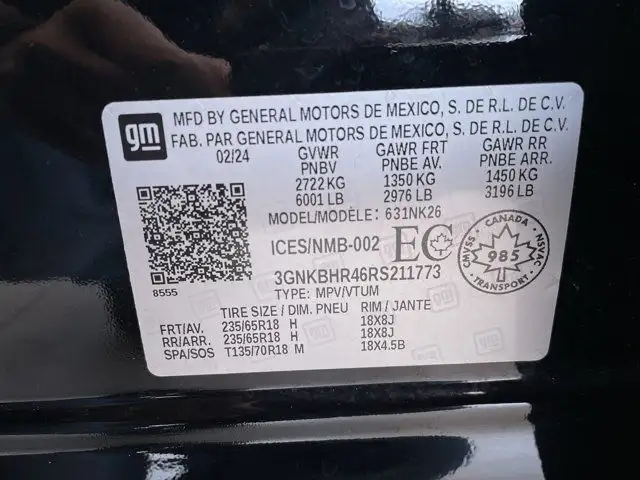 gm
MFD BY GENERAL MOTORS DE MEXICO, S. DE R.L. DE C.V.
FAB. PAR GENERAL MOTORS DE MEXICO, S. DE R.L. DE C.V.
02/24 GVWR GAWR FRT GAWR RR
PNBV PNBE AV. PNBE ARR.
2722 KG 1350 KG 1450 KG
6001 LB 2976 LB 3196 LB
MODEL/MODÈLE: 631NK26
ICES/NMB-002 EC
CANADA
CMVSS 985 NSVAC
3GNKBHR46RS211773
8555
TYPE: MPV/VTUM
TIRE SIZE / DIM. PNEU RIM / JANTE
FRT/AV. 235/65R18 H 18X8J
RR/ARR. 235/65R18 H 18X8J
SPA/SOS T135/70R18 M 18X4.5B